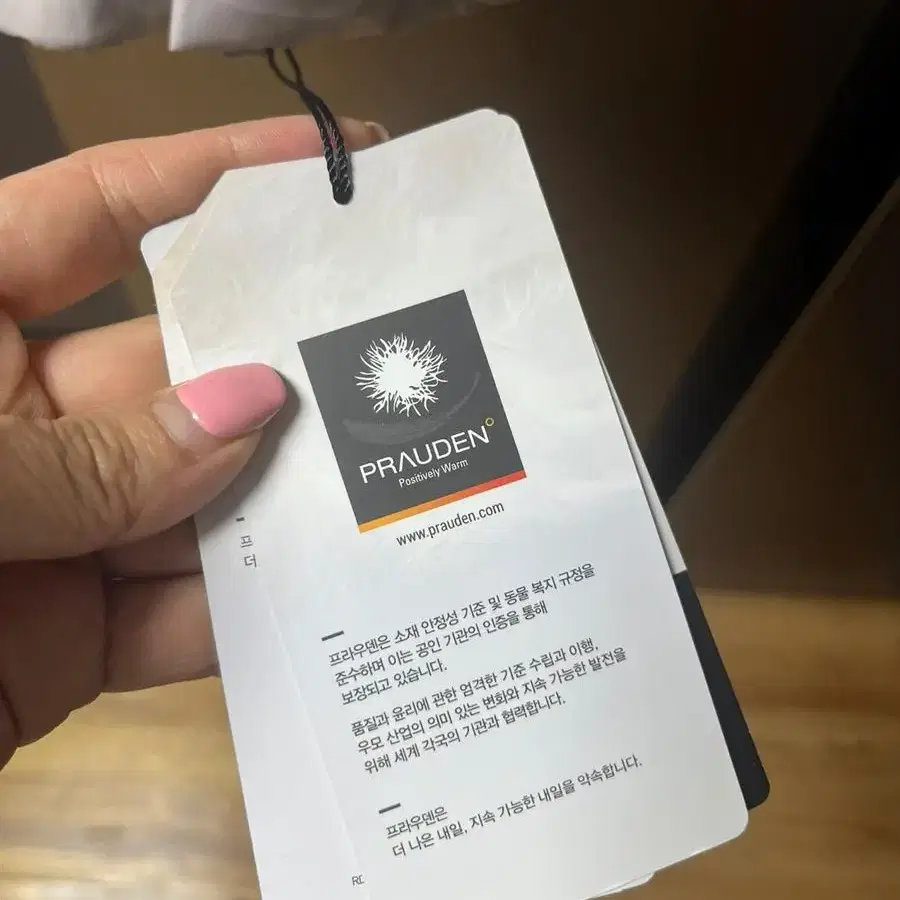 PRAUDEN°
Positively Warm
www.prauden.com
프라우덴은 소재 안정성 기준 및 동물 복지 규정을
준수하며 이는 공인 기관의 인증을 통해
보장되고 있습니다.
품질과 윤리에 관한 엄격한 기준 수립과 이행,
우모 산업의 의미 있는 변화와 지속 가능한 발전을
위해 세계 각국의 기관과 협력합니다.
프라우덴은
더 나은 내일, 지속 가능한 내일을 약속합니다.
프
더